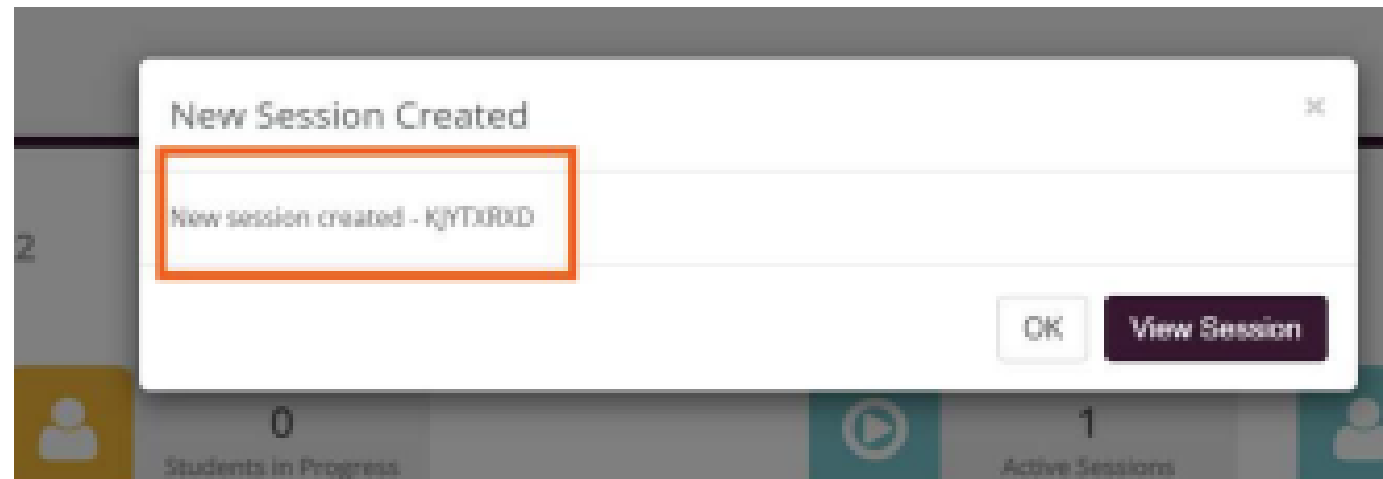 New Session Created
New session created - KJYTXRXD
2
OK
View Session
0
1
Students in Progress
Active Sessions